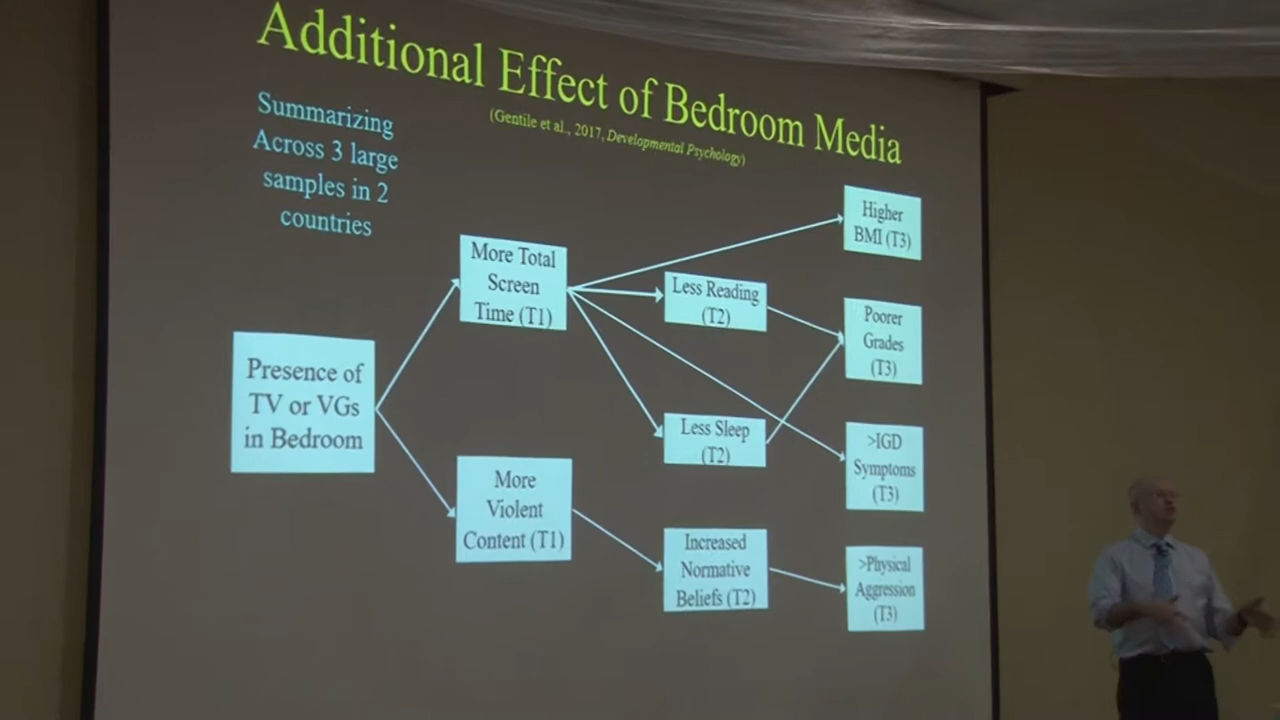 Additional Effect of Bedroom Media
(Gentile et al., 2017, Developmental Psychology)
Summarizing
Across 3 large
samples in 2
countries
Presence of
TV or VGs
in Bedroom
More Total
Screen
Time (T1)
More
Violent
Content (T1)
Less Reading
(T2)
Less Sleep
(T2)
Increased
Normative
Beliefs (T2)
Higher
BMI (T3)
Poorer
Grades
(T3)
>IGD
Symptoms
(T3)
>Physical
Aggression
(T3)